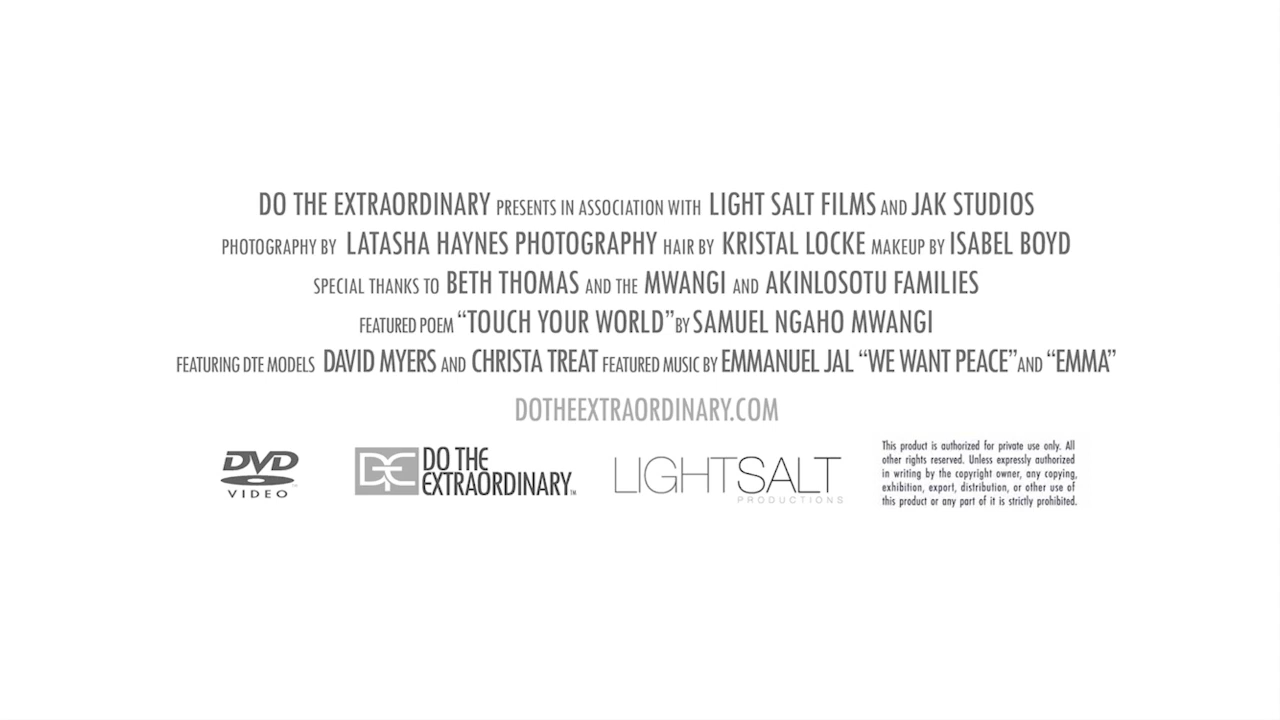 DO THE EXTRAORDINARY PRESENTS IN ASSOCIATION WITH LIGHT SALT FILMS AND JAK STUDIOS
PHOTOGRAPHY BY LATASHA HAYNES PHOTOGRAPHY HAIR BY KRISTAL LOCKE MAKEUP BY ISABEL BOYD
SPECIAL THANKS TO BETH THOMAS AND THE MWANGI AND AKINLOSOTU FAMILIES
FEATURED POEM “TOUCH YOUR WORLD” BY SAMUEL NGAHO MWANGI
FEATURING DTE MODELS DAVID MYERS AND CHRISTA TREAT FEATURED MUSIC BY EMMANUEL JAL “WE WANT PEACE” AND “EMMA”
DOTHEEXTRAORDINARY.COM
DVD
VIDEO
DTE
DO THE
EXTRAORDINARY™
LIGHTSALT
PRODUCTIONS
This product is authorized for private use only. All
other rights reserved. Unless expressly authorized
in writing by the copyright owner, any copying,
exhibition, export, distribution, or other use of
this product or any part of it is strictly prohibited.